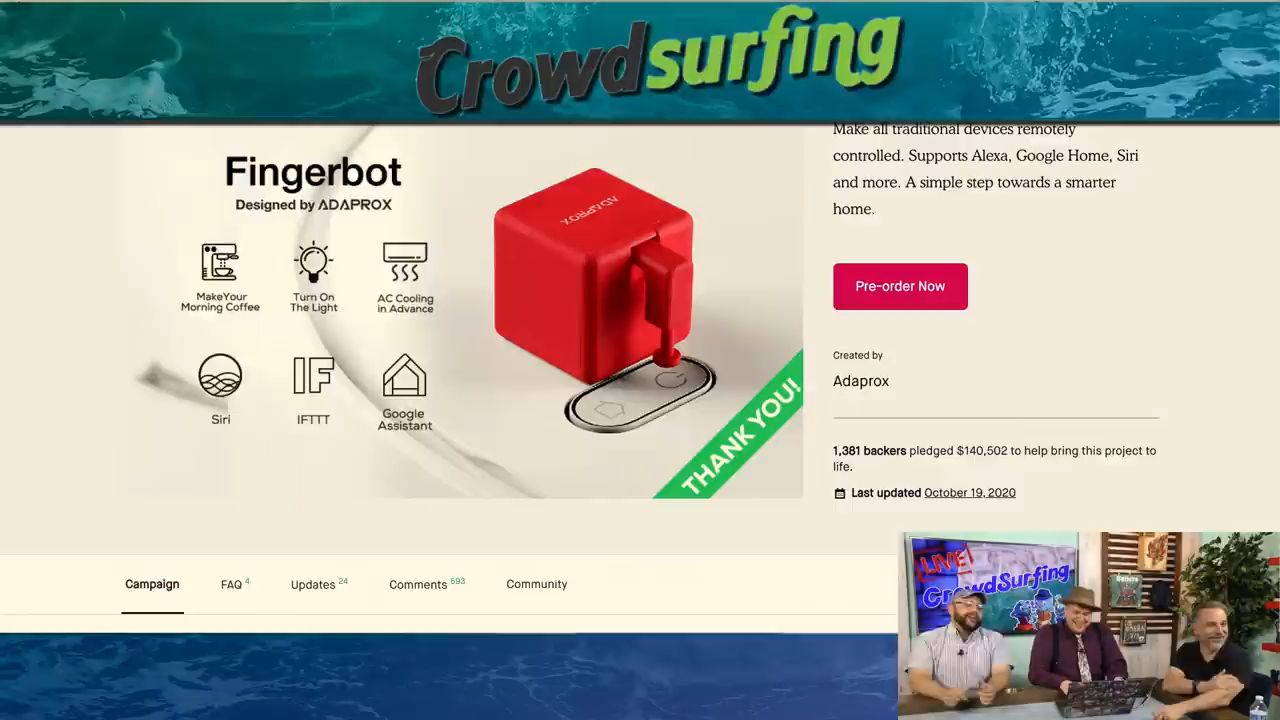 Crowdsurfing
Make all traditional devices remotely
controlled. Supports Alexa, Google Home, Siri
and more. A simple step towards a smarter
home.
Fingerbot
Designed by ADAPROX
ADAPROX
MakeYour
Morning Coffee
Turn On
The Light
AC Cooling
in Advance
Siri
IF
IFTTT
Google
Assistant
THANK YOU!
Pre-order Now
Created by
Adaprox
1,381 backers pledged $140,502 to help bring this project to
life.
Last updated October 19, 2020
Campaign
FAQ 4
Updates 24
Comments 593
Community
LIVE
CrowdSurfing